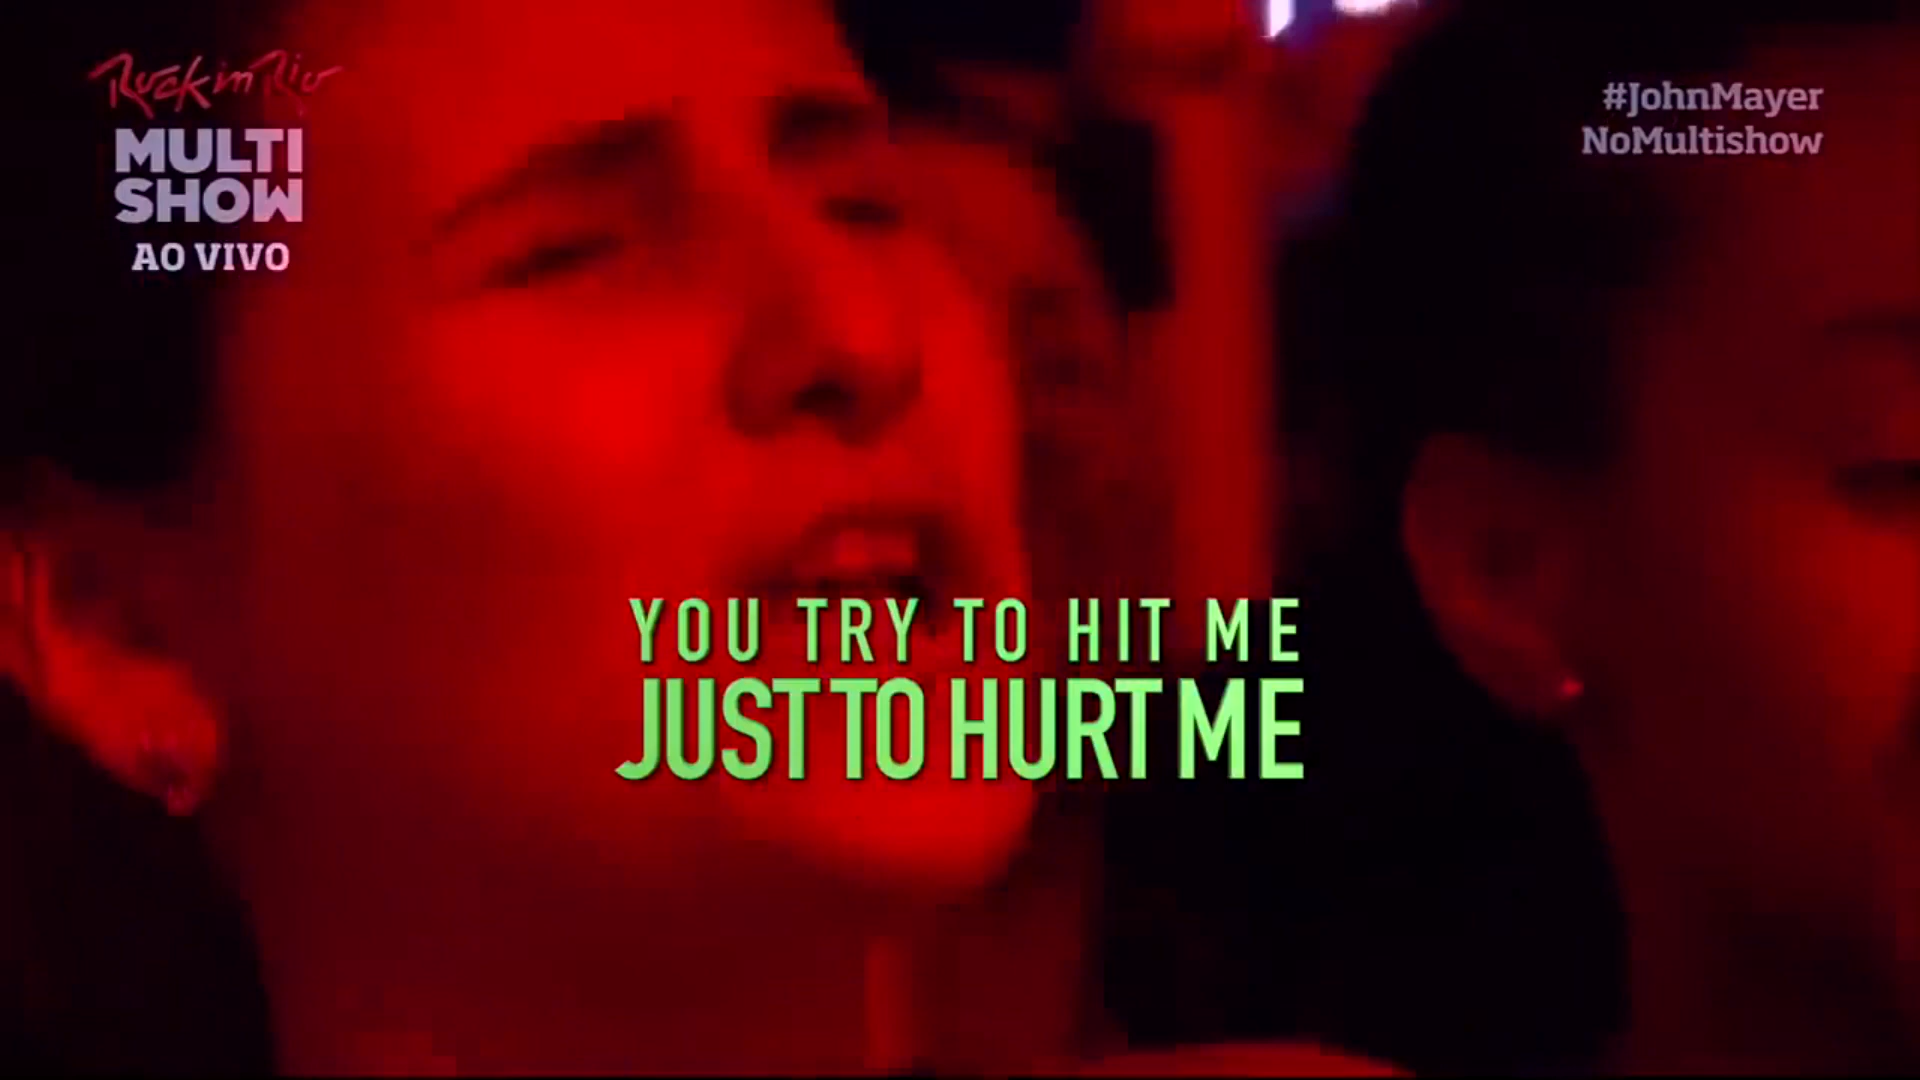 Rock in Rio
MULTI
SHOW
AO VIVO
#JohnMayer
NoMultishow
YOU TRY TO HIT ME
JUST TO HURT ME